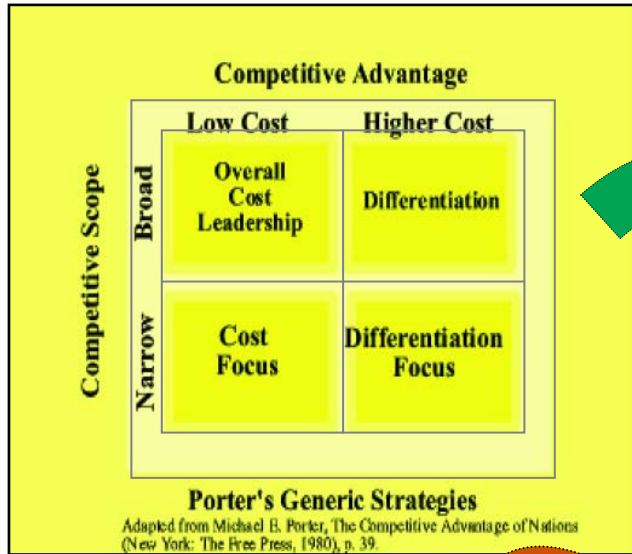 Competitive Advantage
Low Cost Higher Cost
Competitive Scope
Broad
Overall
Cost
Leadership
Differentiation
Narrow
Cost
Focus
Differentiation
Focus
Porter's Generic Strategies
Adapted from Michael E. Porter, The Competitive Advantage of Nations
(New York: The Free Press, 1980), p. 39.